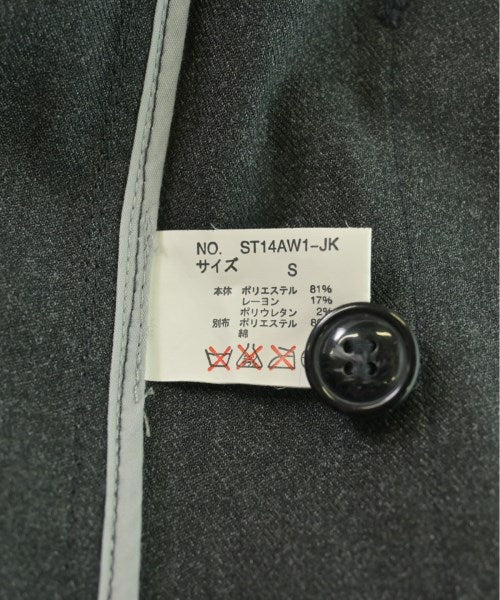 NO. ST14AW1-JK
サイズ S
本体 ポリエステル 81%
レーヨン 17%
ポリウレタン 2%
別布 ポリエステル
綿